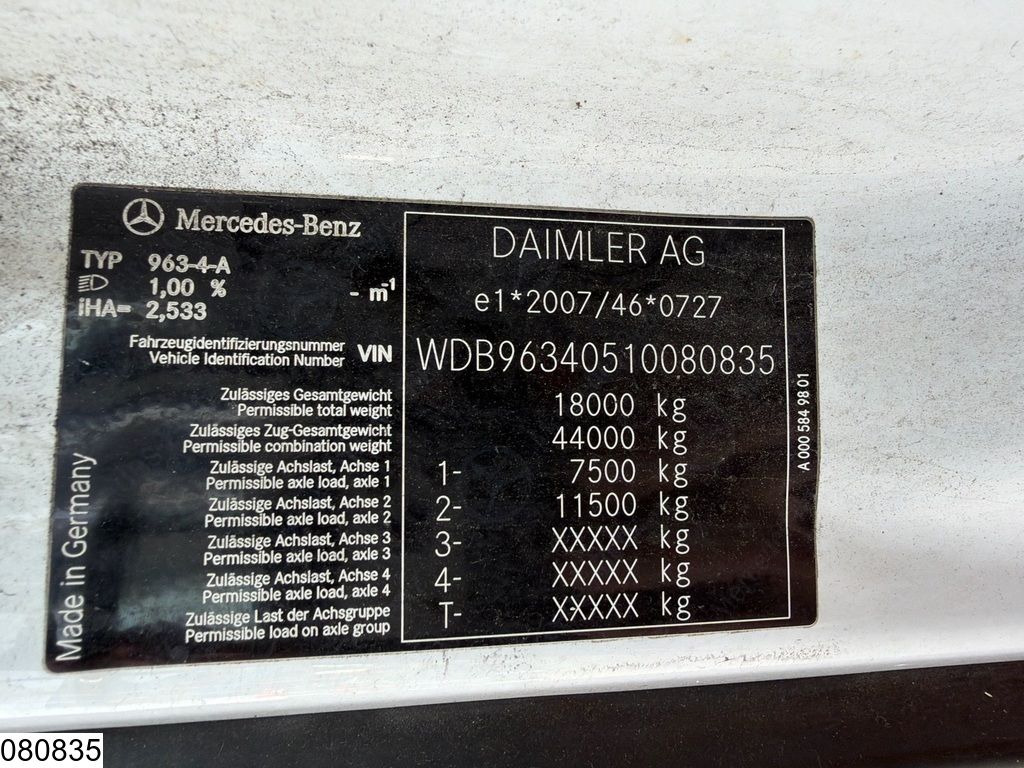 Mercedes-Benz
TYP 963-4-A
1,00 % - m⁻¹
iHA= 2,533
DAIMLER AG
e1*2007/46*0727
Fahrzeugidentifizierungsnummer
Vehicle Identification Number VIN WDB96340510080835
Zulässiges Gesamtgewicht
Permissible total weight 18000 kg
Zulässiges Zug-Gesamtgewicht
Permissible combination weight 44000 kg
Zulässige Achslast, Achse 1
Permissible axle load, axle 1 1- 7500 kg
Zulässige Achslast, Achse 2
Permissible axle load, axle 2 2- 11500 kg
Zulässige Achslast, Achse 3
Permissible axle load, axle 3 3- XXXXX kg
Zulässige Achslast, Achse 4
Permissible axle load, axle 4 4- XXXXX kg
Zulässige Last der Achsgruppe
Permissible load on axle group T- XXXXX kg
Made in Germany
A 000 584 98 01
080835